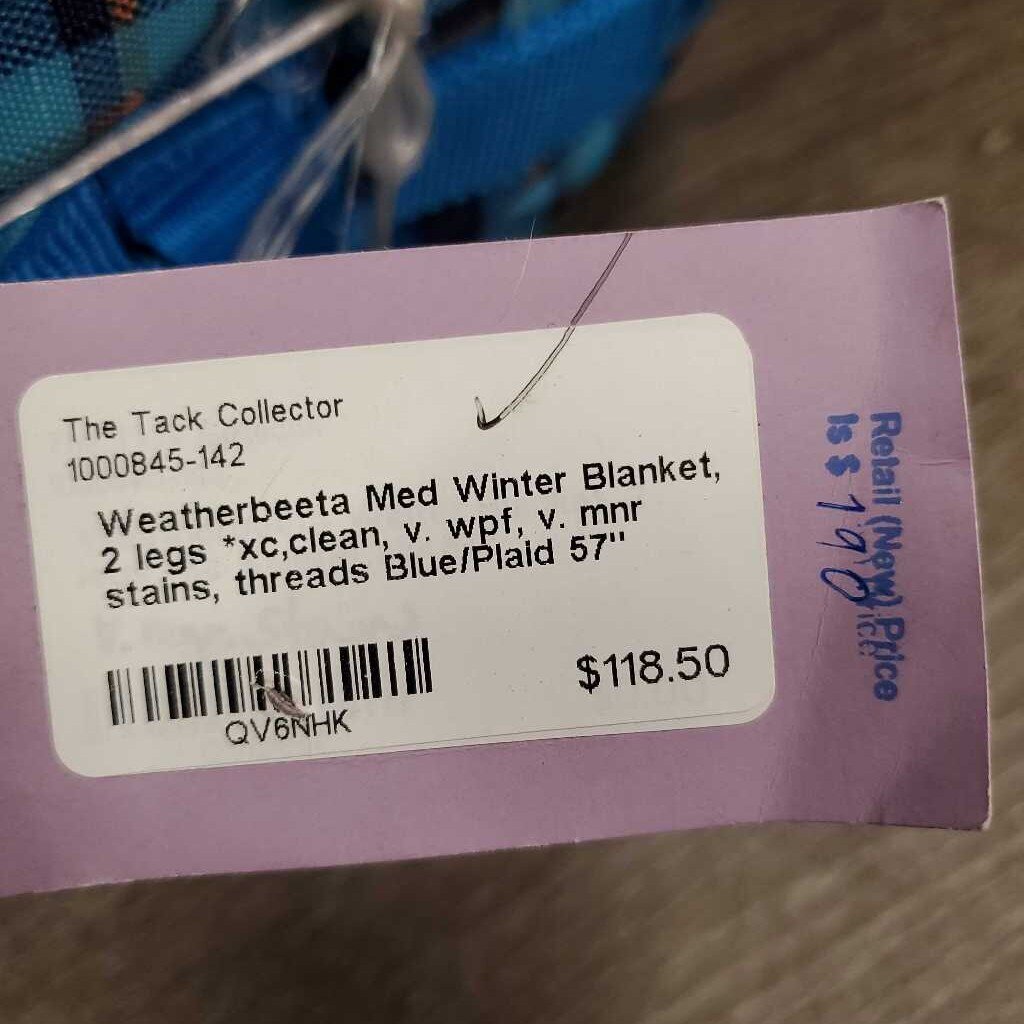 The Tack Collector
1000845-142
Weatherbeeta Med Winter Blanket,
2 legs *xc,clean, v. wpf, v. mnr
stains, threads Blue/Plaid 57"
$118.50
QV6NHK
Retail (New) Price
Is $ 190